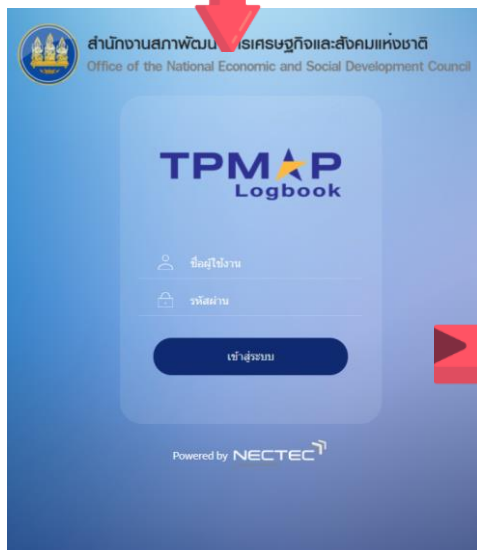 สำนักงานสภาพัฒน รเศรษฐกิจและสังคมแห่งชาติ
Office of the National Economic and Social Development Council
TPMAP
Logbook
ชื่อผู้ใช้งาน
รหัสผ่าน
เข้าสู่ระบบ
Powered by NECTEC